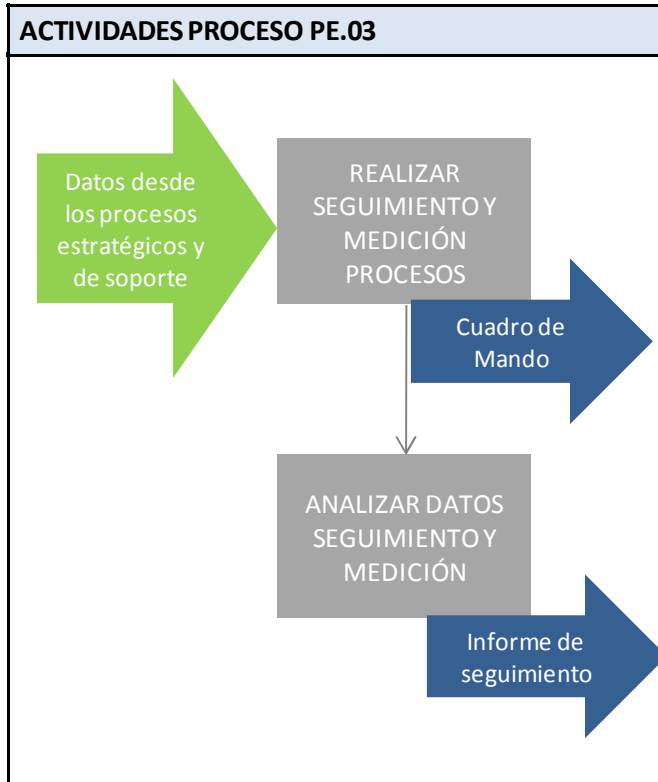 ACTIVIDADES PROCESO PE.03
Datos desde
los procesos
estratégicos y
de soporte
REALIZAR
SEGUIMIENTO Y
MEDICIÓN
PROCESOS
Cuadro de
Mando
ANALIZAR DATOS
SEGUIMIENTO Y
MEDICIÓN
Informe de
seguimiento